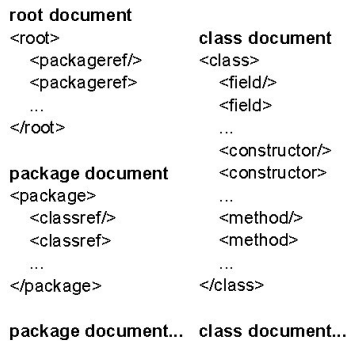 root document
<root>
<packageref/>
<packageref>
...
</root>
package document
<package>
<classref/>
<classref>
...
</package>
package document...
class document
<class>
<field/>
<field>
...
<constructor/>
<constructor>
...
<method/>
<method>
...
</class>
class document...